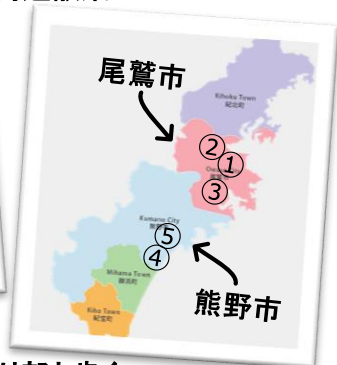 尾鷲市
Kihoku Town
紀北町
②
①
③
Kumano City
⑤
④
Mihama Town
御浜町
熊野市
Kiho Town
紀宝町